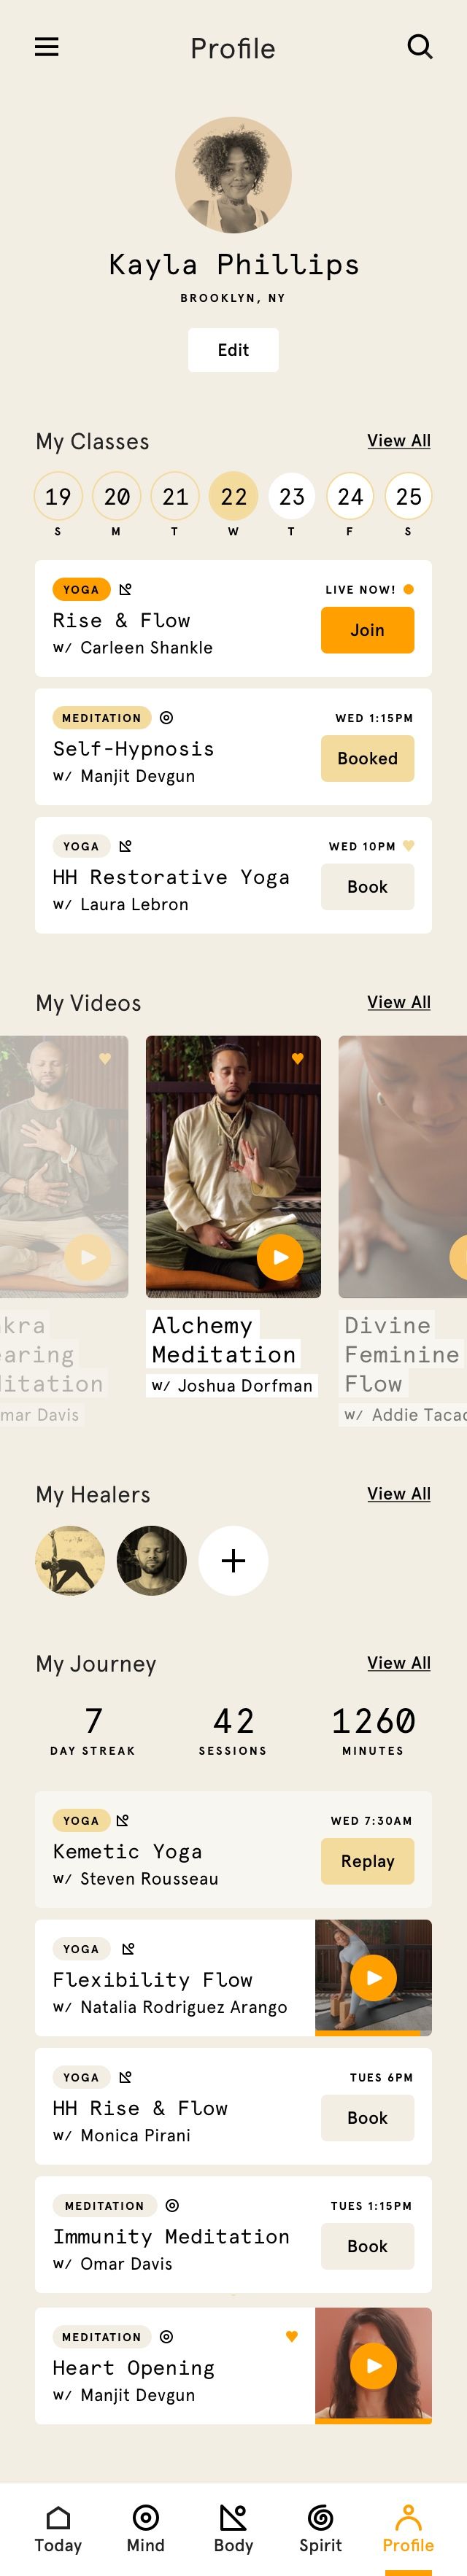 Profile
Kayla Phillips
BROOKLYN, NY
Edit
My Classes
View All
19 20 21 22 23 24 25
S M T W T F S
YOGA
LIVE NOW!
Rise & Flow
Join
w/ Carleen Shankle
MEDITATION
WED 1:15PM
Self-Hypnosis
Booked
w/ Manjit Devgun
YOGA
WED 10PM
HH Restorative Yoga
Book
w/ Laura Lebron
My Videos
View All
kra
earing
itation
mar Davis
Alchemy
Meditation
w/ Joshua Dorfman
Divine
Feminine
Flow
w/ Addie Tacad
My Healers
View All
My Journey
View All
7
DAY STREAK
42
SESSIONS
1260
MINUTES
YOGA
WED 7:30AM
Kemetic Yoga
Replay
w/ Steven Rousseau
YOGA
Flexibility Flow
w/ Natalia Rodriguez Arango
YOGA
TUES 6PM
HH Rise & Flow
Book
w/ Monica Pirani
MEDITATION
TUES 1:15PM
Immunity Meditation
Book
w/ Omar Davis
MEDITATION
Heart Opening
w/ Manjit Devgun
Today
Mind
Body
Spirit
Profile